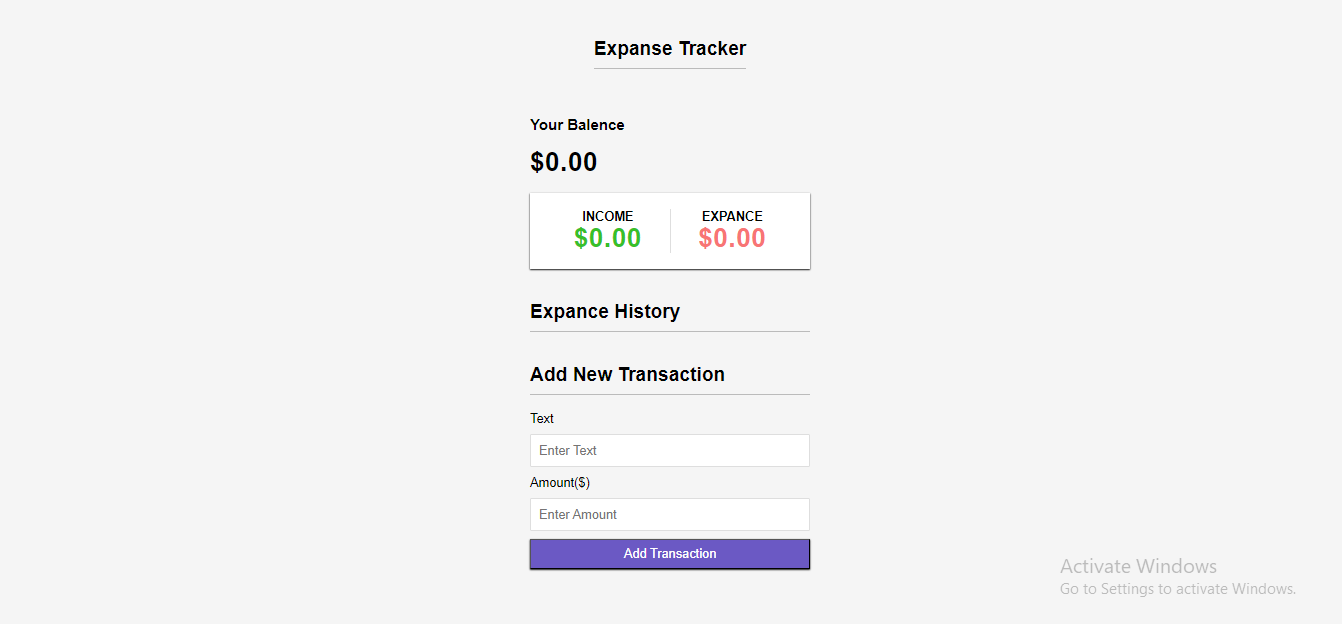 Expanse Tracker
Your Balence
$0.00
INCOME
$0.00
EXPANCE
$0.00
Expance History
Add New Transaction
Text
Enter Text
Amount($)
Enter Amount
Add Transaction
Activate Windows
Go to Settings to activate Windows.